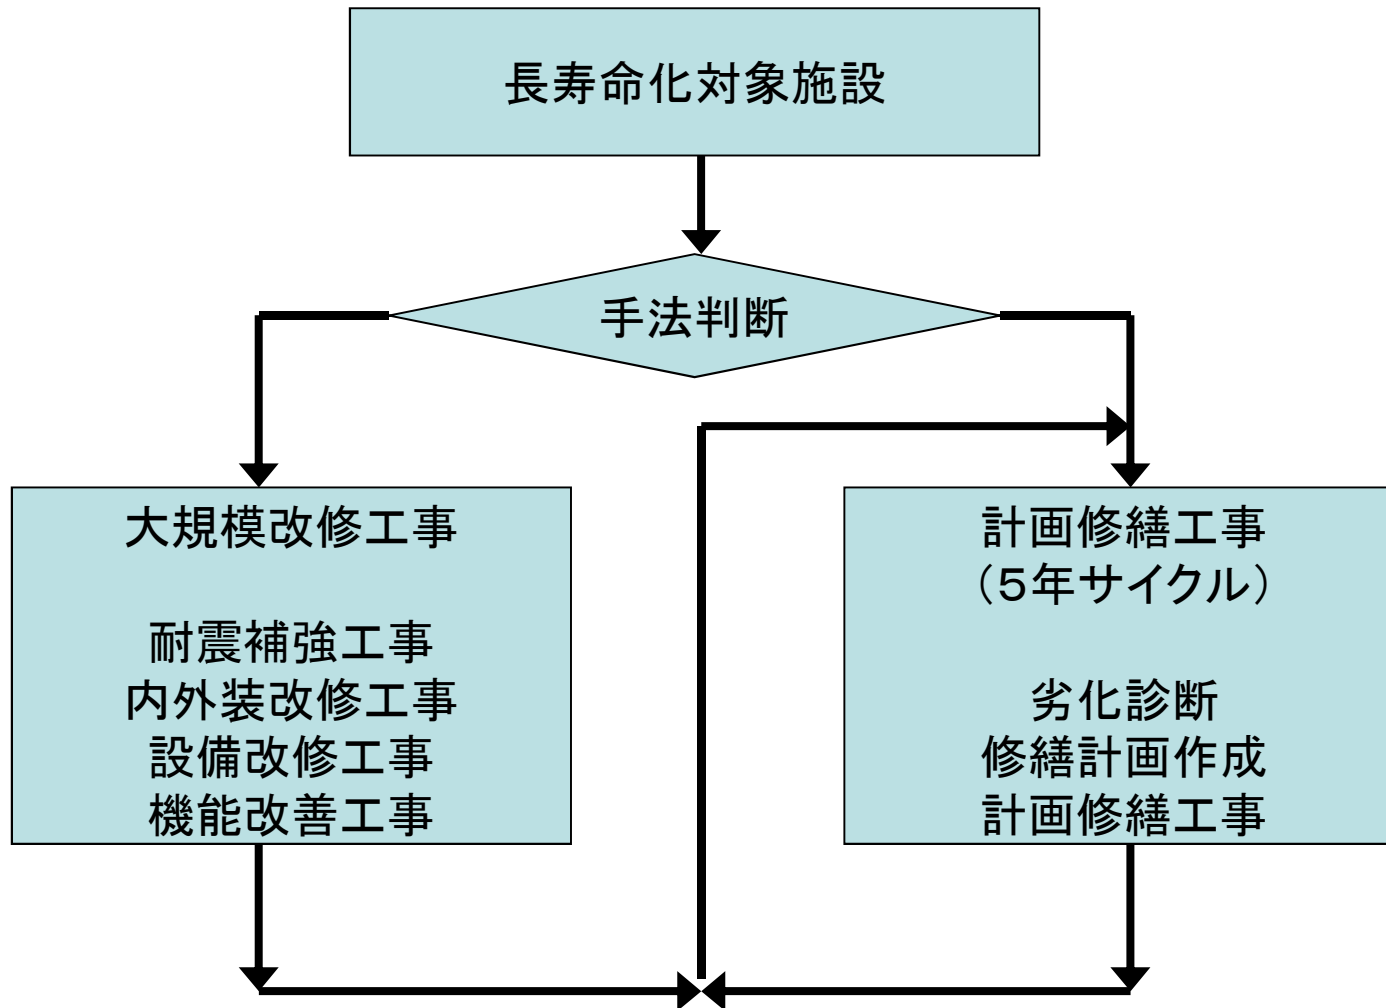 長寿命化対象施設
手法判断
大規模改修工事
耐震補強工事
内外装改修工事
設備改修工事
機能改善工事
計画修繕工事
（５年サイクル）
劣化診断
修繕計画作成
計画修繕工事